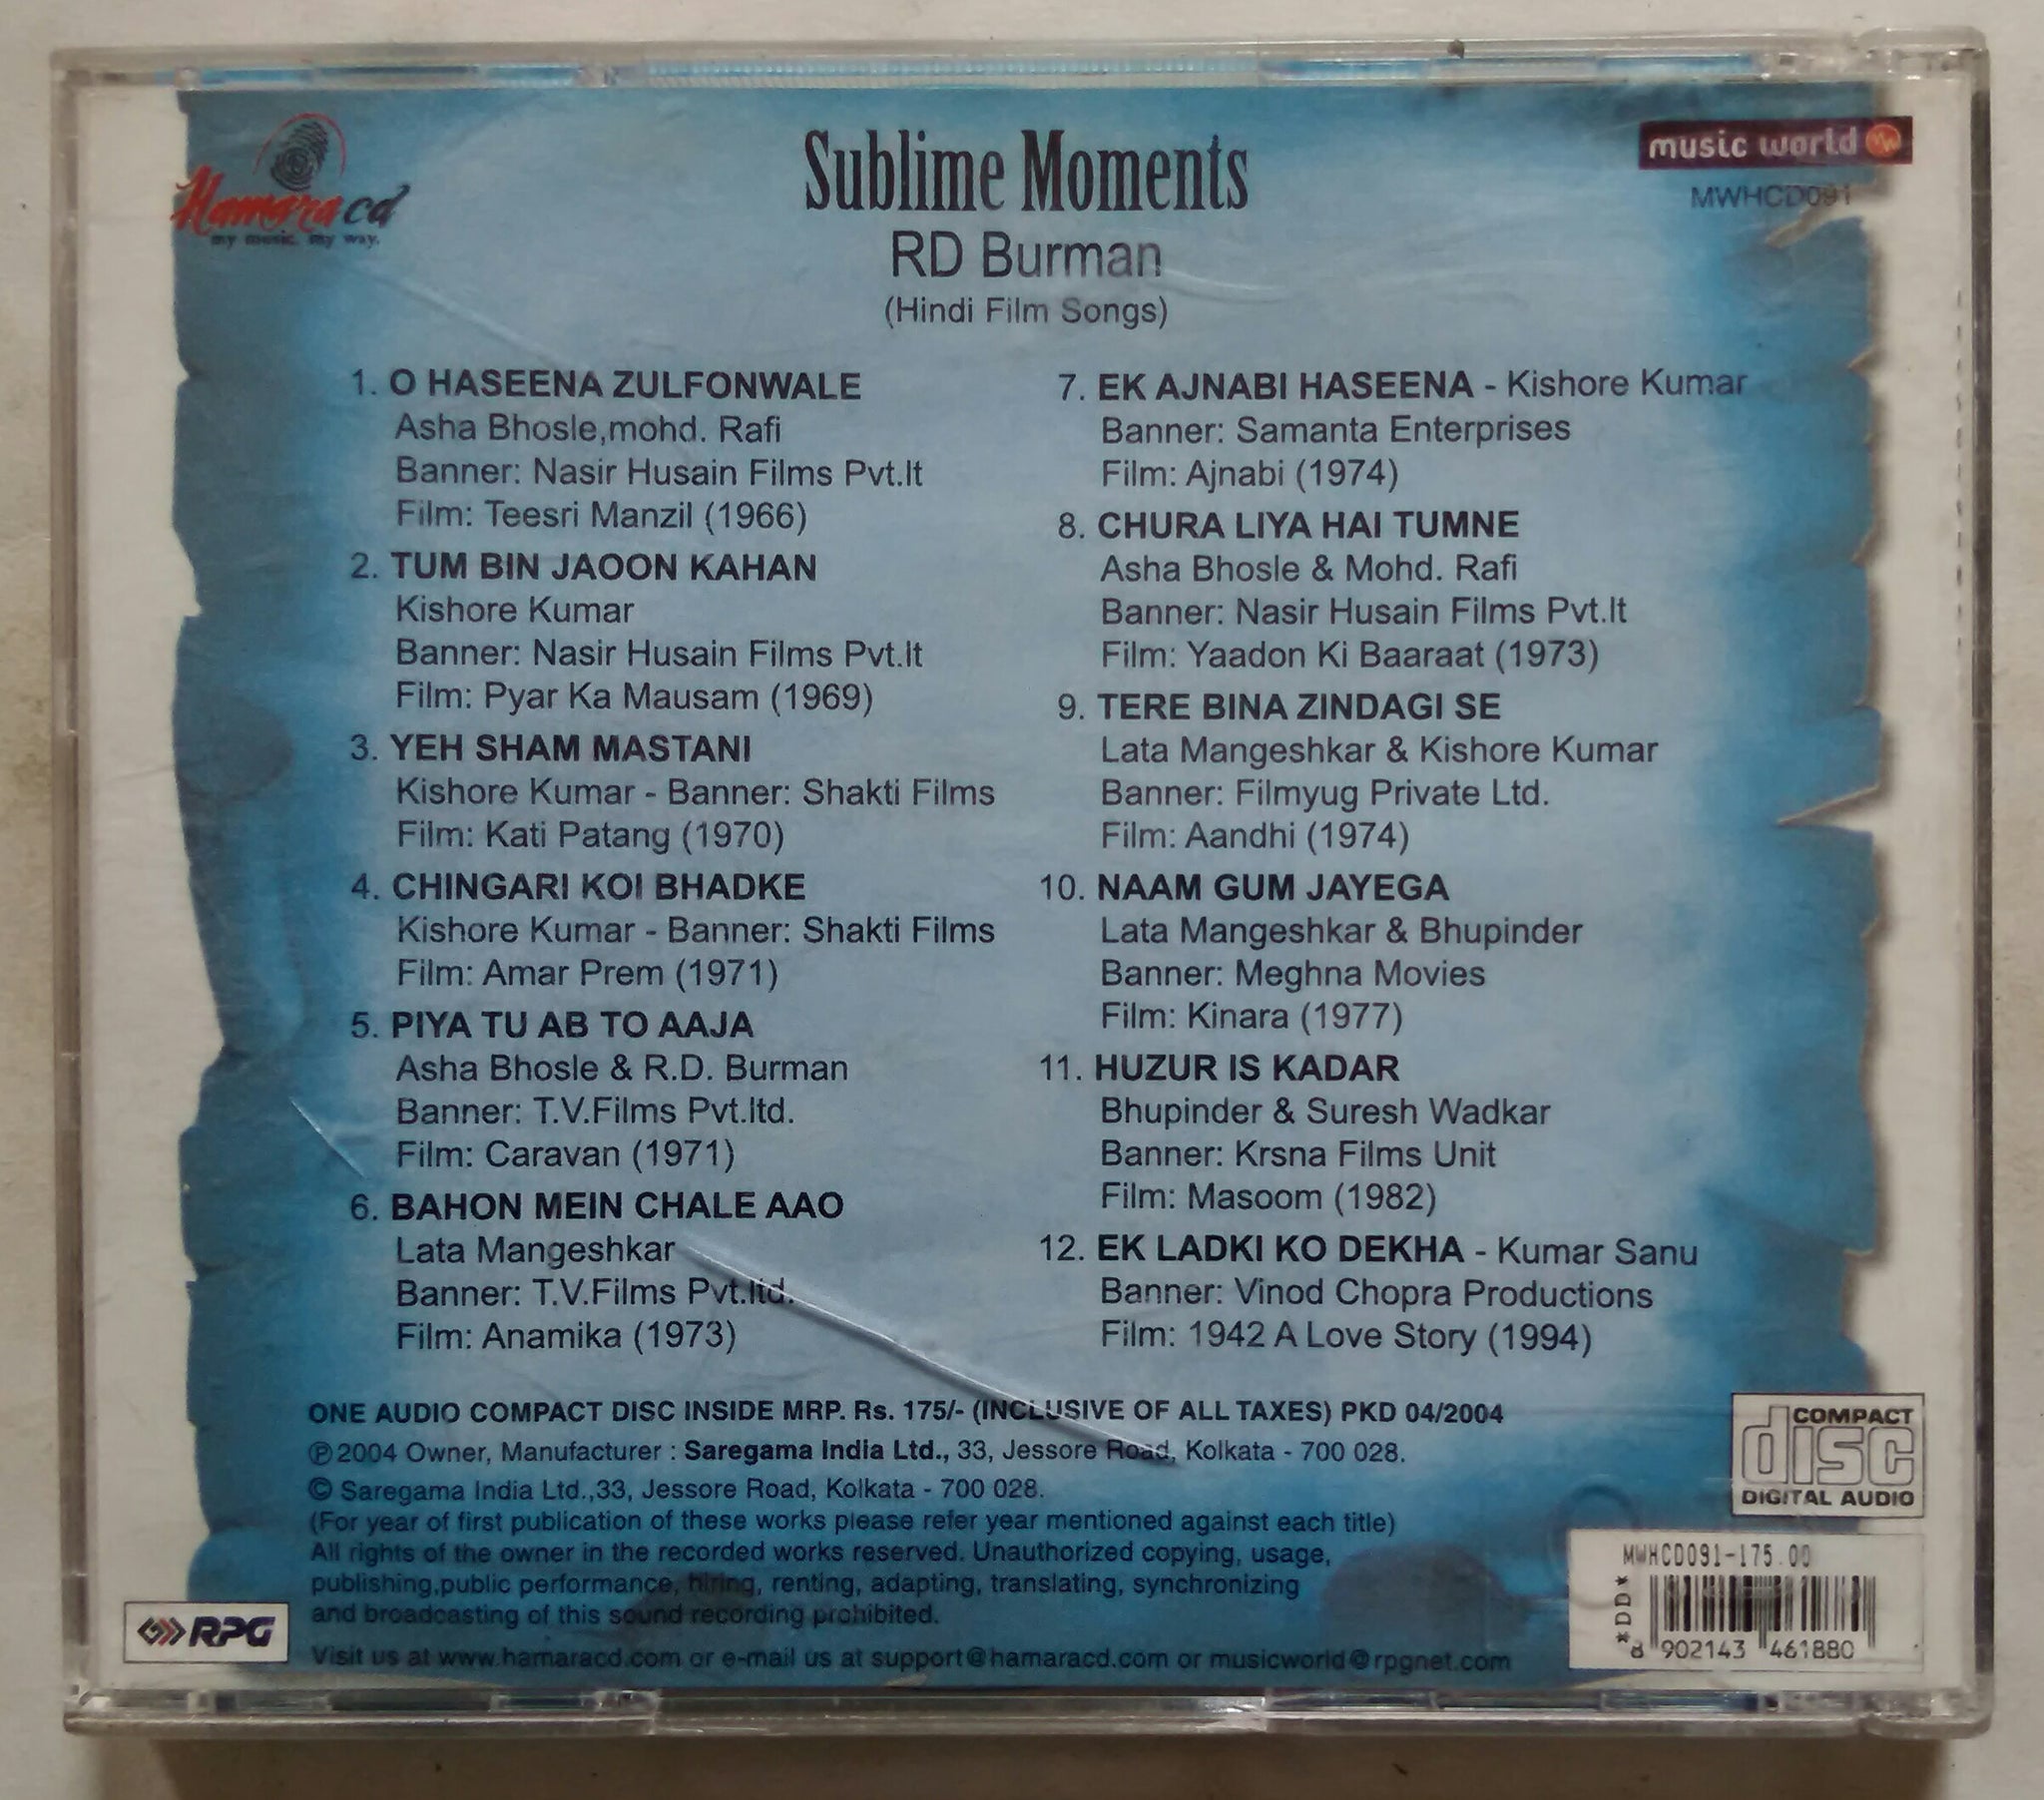 Hamaracd
my music. my way.
Sublime Moments
RD Burman
(Hindi Film Songs)
music world
MWHCD091
1. O HASEENA ZULFONWALE
Asha Bhosle,mohd. Rafi
Banner: Nasir Husain Films Pvt.lt
Film: Teesri Manzil (1966)
2. TUM BIN JAOON KAHAN
Kishore Kumar
Banner: Nasir Husain Films Pvt.lt
Film: Pyar Ka Mausam (1969)
3. YEH SHAM MASTANI
Kishore Kumar - Banner: Shakti Films
Film: Kati Patang (1970)
4. CHINGARI KOI BHADKE
Kishore Kumar - Banner: Shakti Films
Film: Amar Prem (1971)
5. PIYA TU AB TO AAJA
Asha Bhosle & R.D. Burman
Banner: T.V.Films Pvt.ltd.
Film: Caravan (1971)
6. BAHON MEIN CHALE AAO
Lata Mangeshkar
Banner: T.V.Films Pvt.ltd.
Film: Anamika (1973)
7. EK AJNABI HASEENA - Kishore Kumar
Banner: Samanta Enterprises
Film: Ajnabi (1974)
8. CHURA LIYA HAI TUMNE
Asha Bhosle & Mohd. Rafi
Banner: Nasir Husain Films Pvt.lt
Film: Yaadon Ki Baaraat (1973)
9. TERE BINA ZINDAGI SE
Lata Mangeshkar & Kishore Kumar
Banner: Filmyug Private Ltd.
Film: Aandhi (1974)
10. NAAM GUM JAYEGA
Lata Mangeshkar & Bhupinder
Banner: Meghna Movies
Film: Kinara (1977)
11. HUZUR IS KADAR
Bhupinder & Suresh Wadkar
Banner: Krsna Films Unit
Film: Masoom (1982)
12. EK LADKI KO DEKHA - Kumar Sanu
Banner: Vinod Chopra Productions
Film: 1942 A Love Story (1994)
ONE AUDIO COMPACT DISC INSIDE MRP. Rs. 175/- (INCLUSIVE OF ALL TAXES) PKD 04/2004
℗2004 Owner, Manufacturer : Saregama India Ltd., 33, Jessore Road, Kolkata - 700 028.
© Saregama India Ltd.,33, Jessore Road, Kolkata - 700 028.
(For year of first publication of these works please refer year mentioned against each title)
All rights of the owner in the recorded works reserved. Unauthorized copying, usage,
publishing,public performance, hiring, renting, adapting, translating, synchronizing
and broadcasting of this sound recording prohibited.
Visit us at www.hamaracd.com or e-mail us at support@hamaracd.com or musicworld@rpgnet.com
RPG
COMPACT
disc
DIGITAL AUDIO
MWHCD091-175.00
*DD*
8 902143 461880